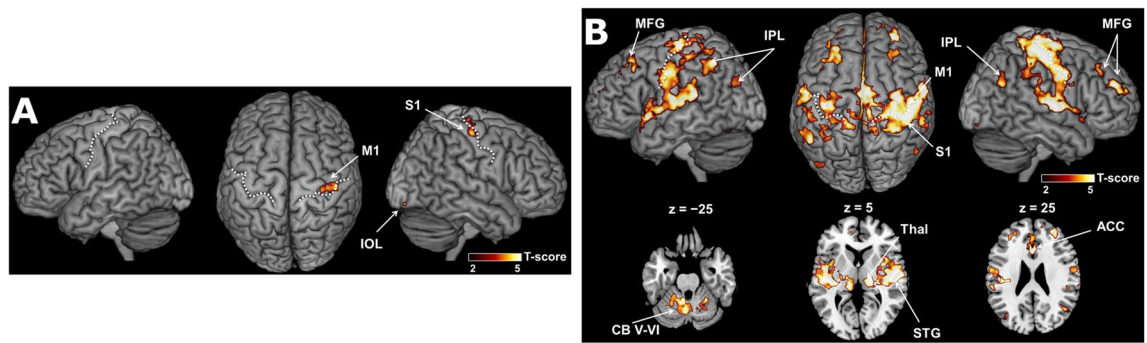 A
S1
M1
IOL
T-score
2 5
B
MFG
IPL
IPL
MFG
M1
S1
T-score
2 5
z = −25
z = 5
z = 25
Thal
ACC
CB V-VI
STG